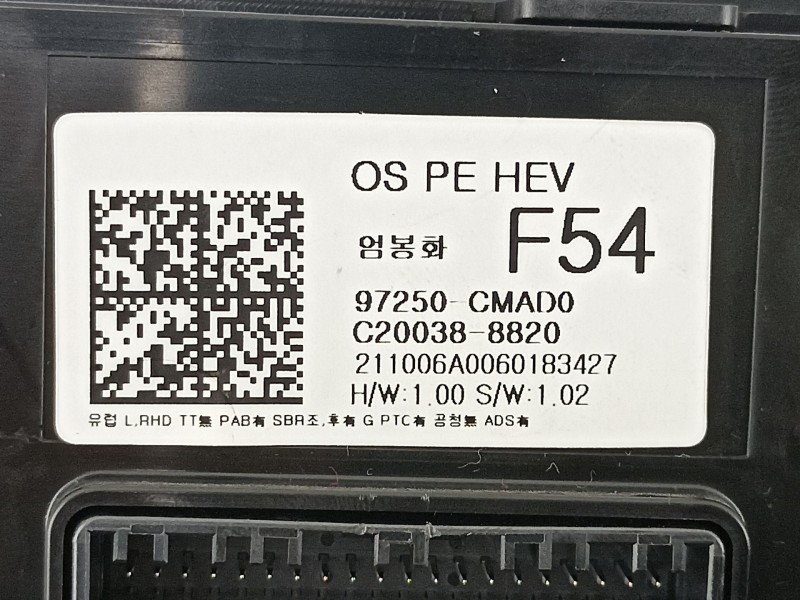 OS PE HEV
엄봉화 F54
97250-CMAD0
C20038-8820
211006A0060183427
H/W:1.00 S/W:1.02
유럽 L,RHD TT無 PAB有 SBR조,후有 G PTC有 공청無 ADS有